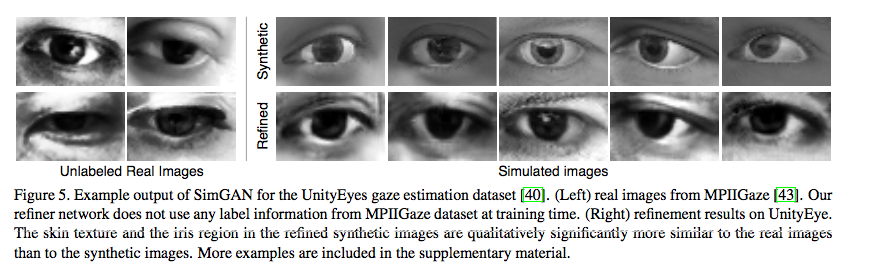 Synthetic
Refined
Unlabeled Real Images
Simulated images
Figure 5. Example output of SimGAN for the UnityEyes gaze estimation dataset [40]. (Left) real images from MPIIGaze [43]. Our
refiner network does not use any label information from MPIIGaze dataset at training time. (Right) refinement results on UnityEye.
The skin texture and the iris region in the refined synthetic images are qualitatively significantly more similar to the real images
than to the synthetic images. More examples are included in the supplementary material.